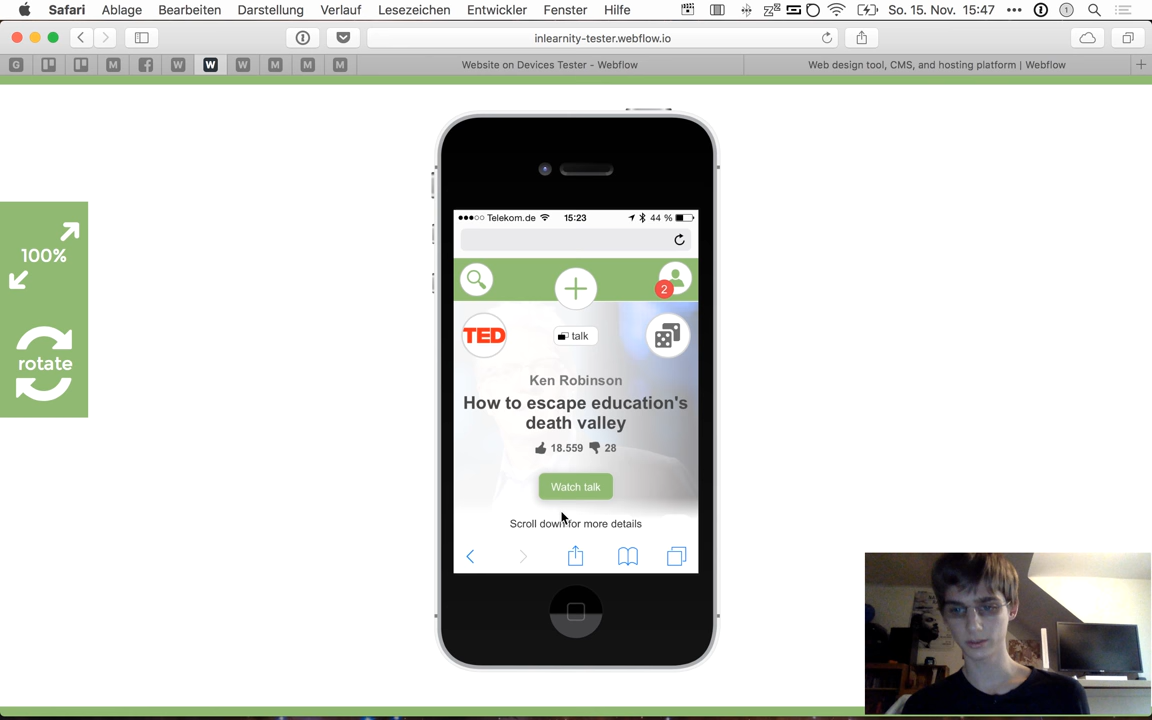 Safari Ablage Bearbeiten Darstellung Verlauf Lesezeichen Entwickler Fenster Hilfe So. 15. Nov. 15:47
inlearnity-tester.webflow.io
G M f W W W M M M Website on Devices Tester - Webflow Web design tool, CMS, and hosting platform | Webflow
100%
rotate
Telekom.de 15:23 44 %
2
TED talk
Ken Robinson
How to escape education's
death valley
18.559 28
Watch talk
Scroll down for more details